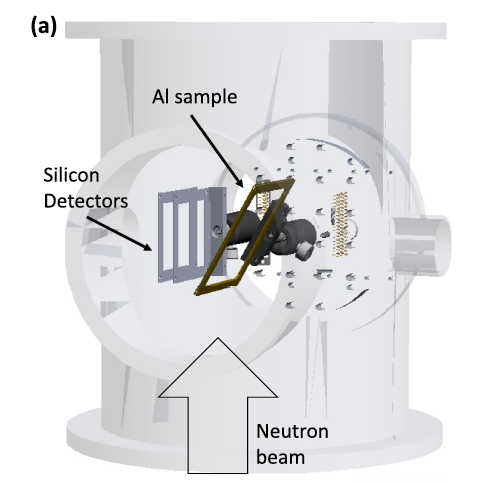 (a)
Al sample
Silicon
Detectors
Neutron
beam